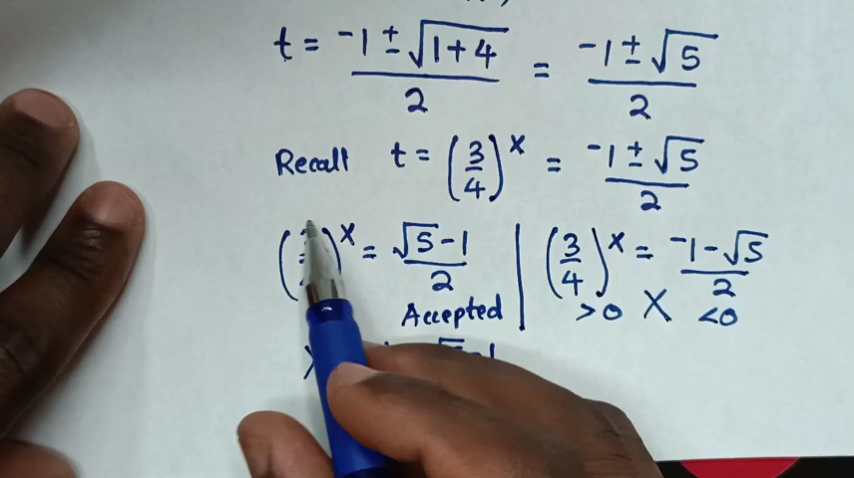 t = (-1 ± √(1+4))/2 = (-1 ± √5)/2
Recall t = (3/4)^x = (-1 ± √5)/2
( )^x = (√5 - 1)/2 | (3/4)^x = (-1 - √5)/2
Accepted | >0 X <0